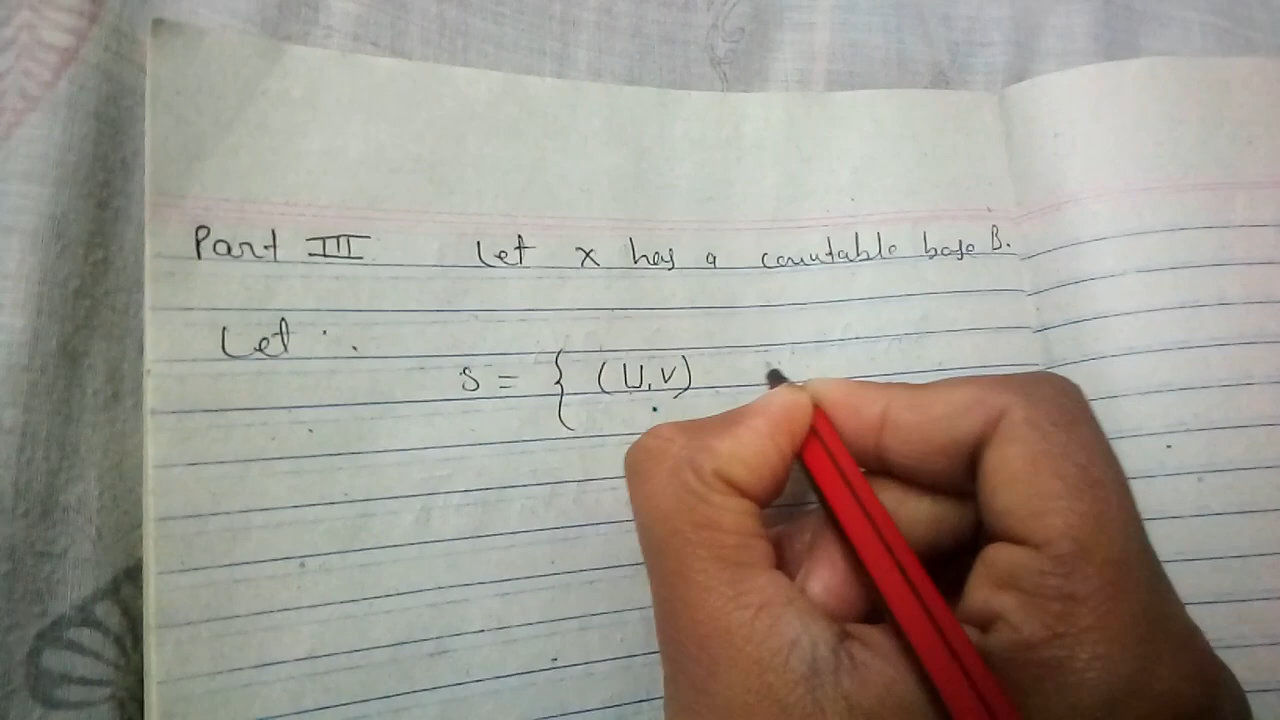 Part III Let x has a countable base B.
Let :
S = { (U,V)